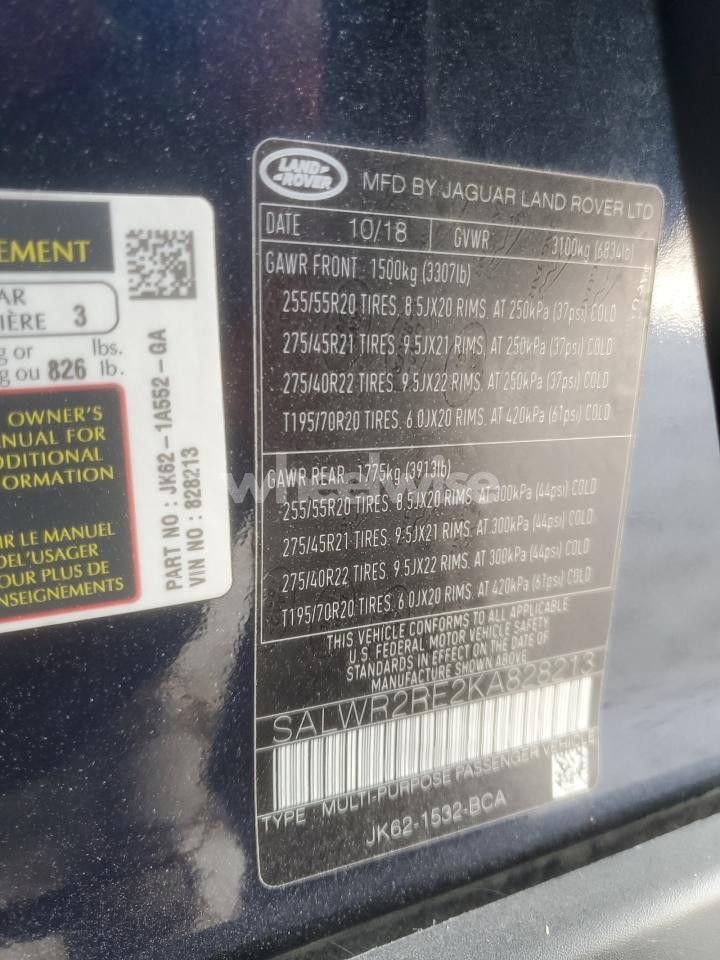 EMENT
AR
IÈRE 3
g or lbs.
g ou 826 lb.
OWNER'S
ANUAL FOR
DDITIONAL
FORMATION
IR LE MANUEL
DEL'USAGER
POUR PLUS DE
NSEIGNEMENTS
PART NO : JK62-1A552-GA
VIN NO : 828213
LAND ROVER
MFD BY JAGUAR LAND ROVER LTD
DATE 10/18 GVWR 3100kg (6834lb)
GAWR FRONT 1500kg (3307lb)
255/55R20 TIRES, 8.5JX20 RIMS, AT 250kPa (37psi) COLD
275/45R21 TIRES, 9.5JX21 RIMS, AT 250kPa (37psi) COLD
275/40R22 TIRES, 9.5JX22 RIMS, AT 250kPa (37psi) COLD
T195/70R20 TIRES, 6.0JX20 RIMS, AT 420kPa (61psi) COLD
GAWR REAR 1775kg (3913lb)
255/55R20 TIRES, 8.5JX20 RIMS, AT 300kPa (44psi) COLD
275/45R21 TIRES, 9.5JX21 RIMS, AT 300kPa (44psi) COLD
275/40R22 TIRES, 9.5JX22 RIMS, AT 300kPa (44psi) COLD
T195/70R20 TIRES, 6.0JX20 RIMS, AT 420kPa (61psi) COLD
THIS VEHICLE CONFORMS TO ALL APPLICABLE
U.S. FEDERAL MOTOR VEHICLE SAFETY
STANDARDS IN EFFECT ON THE DATE OF
MANUFACTURE SHOWN ABOVE
SALWR2RE2KA828213
TYPE MULTI-PURPOSE PASSENGER VEHICLE
JK62-1532-BCA
wheelwise